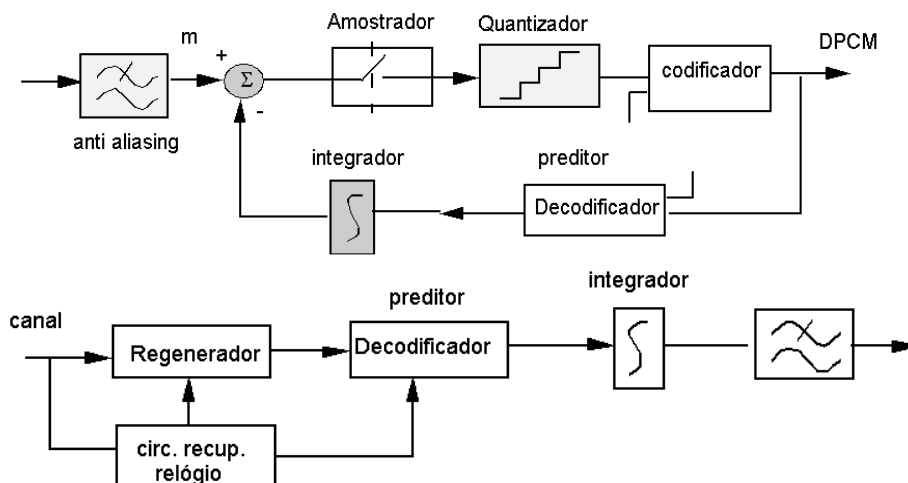 Amostrador
Quantizador
DPCM
m
+
Σ
-
codificador
anti aliasing
integrador
preditor
Decodificador
integrador
preditor
canal
Regenerador
Decodificador
circ. recup.
relógio